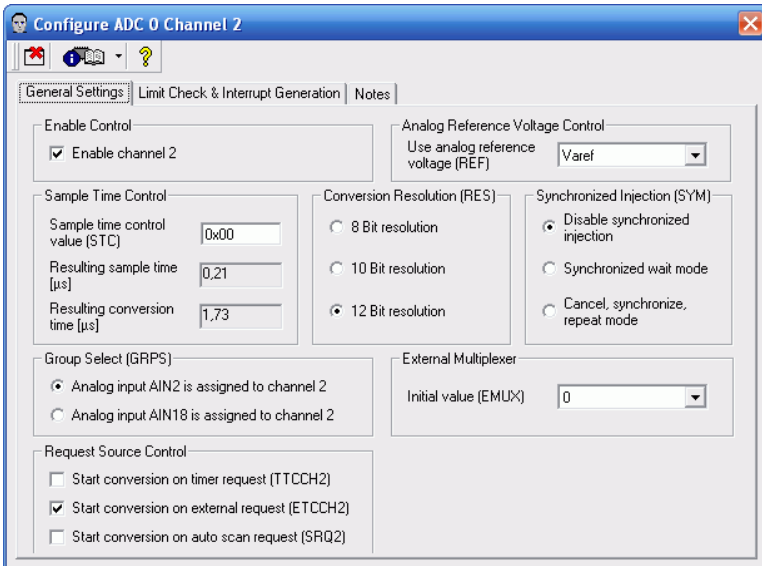 Configure ADC 0 Channel 2
General Settings
Limit Check & Interrupt Generation
Notes
Enable Control
Enable channel 2
Analog Reference Voltage Control
Use analog reference
voltage (REF)
Varef
Sample Time Control
Sample time control
value (STC)
0x00
Resulting sample time
[µs]
0,21
Resulting conversion
time [µs]
1,73
Conversion Resolution (RES)
8 Bit resolution
10 Bit resolution
12 Bit resolution
Synchronized Injection (SYM)
Disable synchronized
injection
Synchronized wait mode
Cancel, synchronize,
repeat mode
Group Select (GRPS)
Analog input AIN2 is assigned to channel 2
Analog input AIN18 is assigned to channel 2
External Multiplexer
Initial value (EMUX)
0
Request Source Control
Start conversion on timer request (TTCCH2)
Start conversion on external request (ETCCH2)
Start conversion on auto scan request (SRQ2)